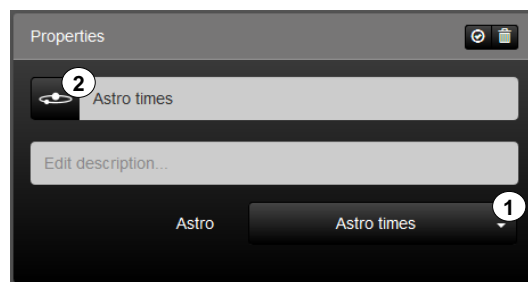 Properties
2
Astro times
Edit description...
1
Astro Astro times